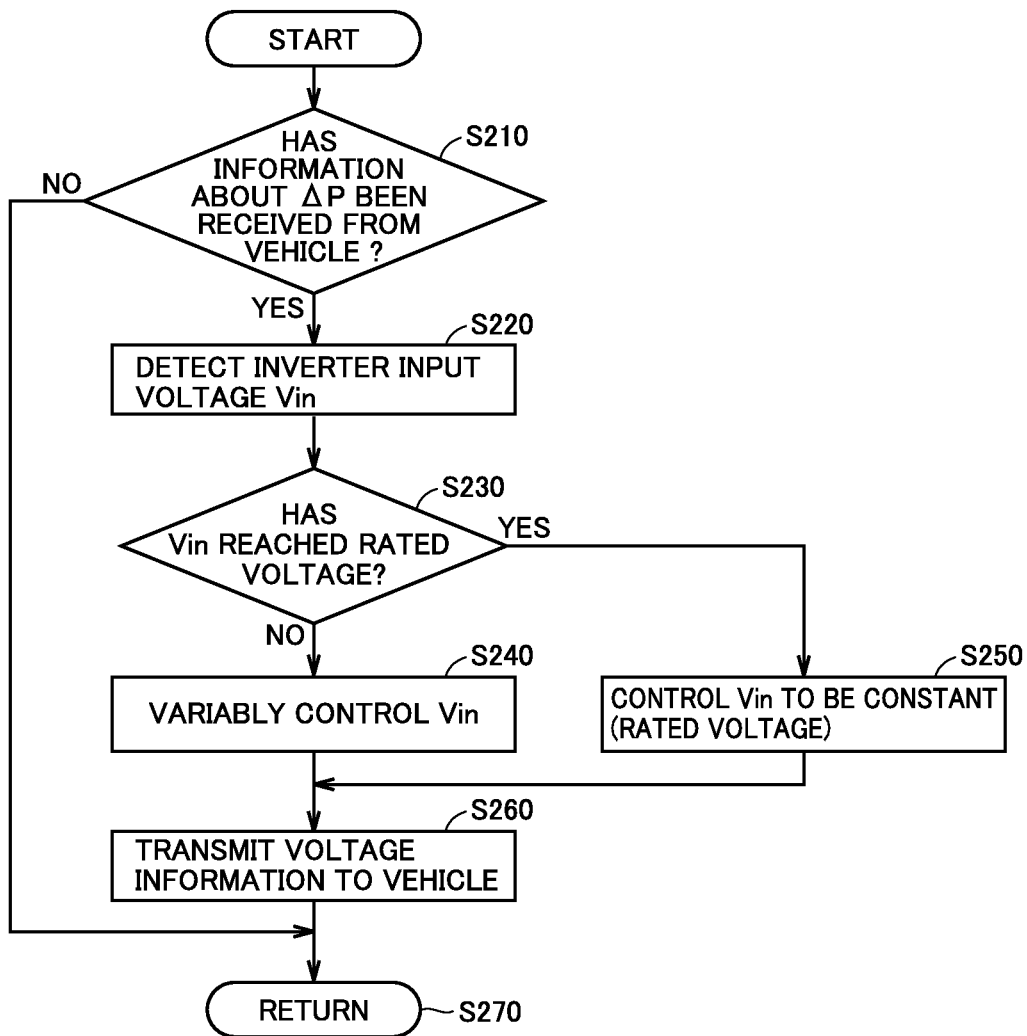 START
HAS
INFORMATION
ABOUT ΔP BEEN
RECEIVED FROM
VEHICLE ?
S210
NO
YES
S220
DETECT INVERTER INPUT
VOLTAGE Vin
S230
HAS
Vin REACHED RATED
VOLTAGE?
YES
NO
S240
VARIABLY CONTROL Vin
S250
CONTROL Vin TO BE CONSTANT
(RATED VOLTAGE)
S260
TRANSMIT VOLTAGE
INFORMATION TO VEHICLE
RETURN
S270